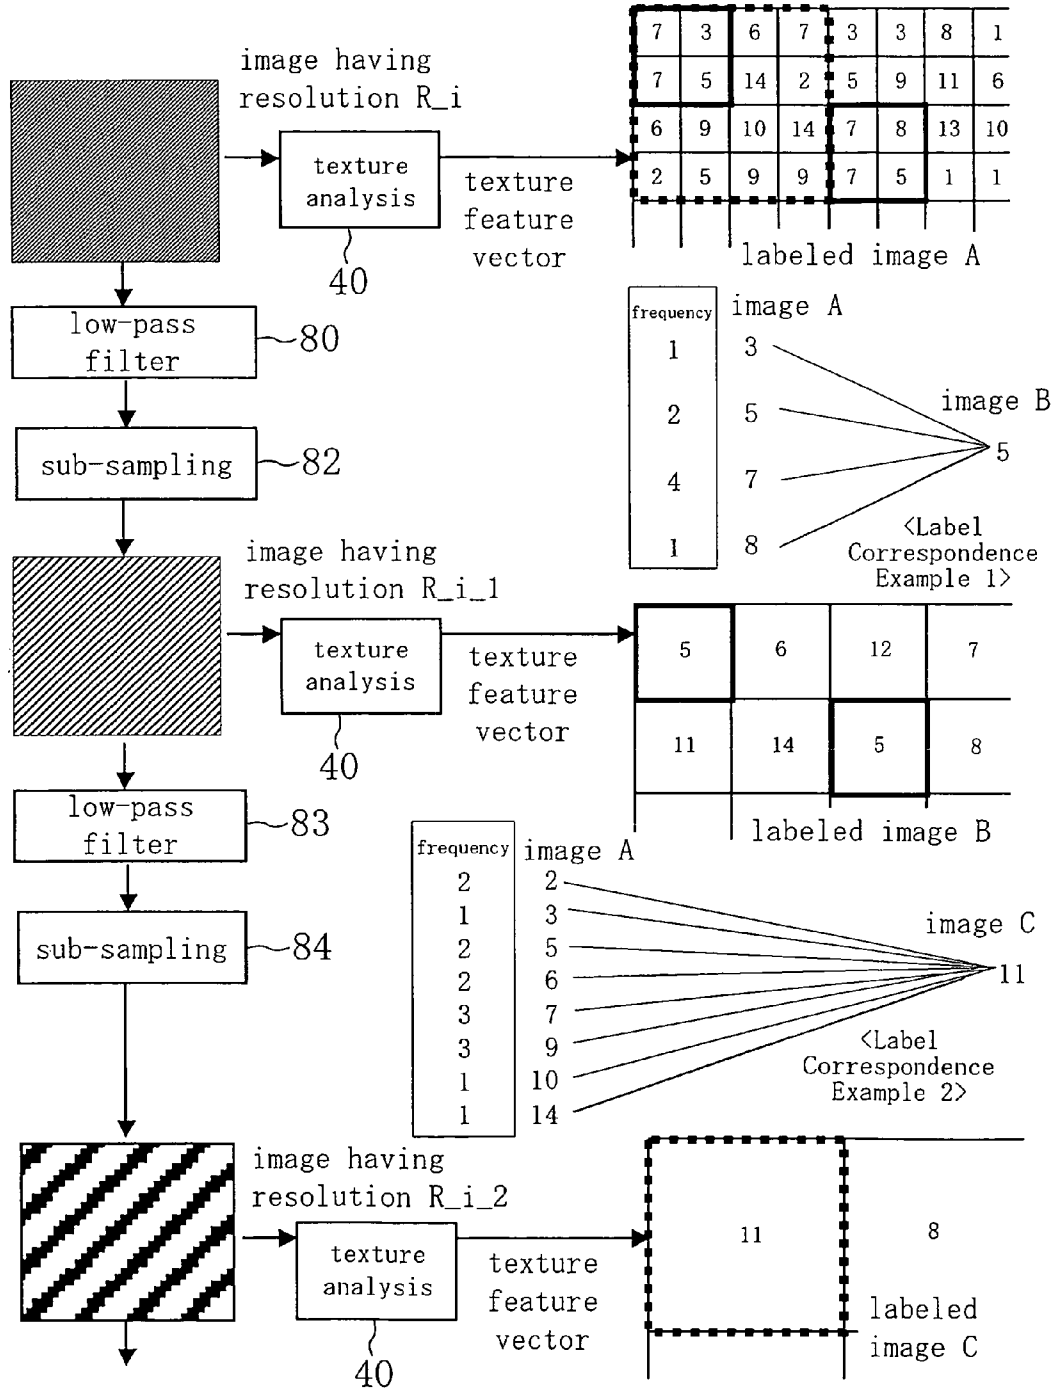 image having
resolution R_i
texture
analysis
40
texture
feature
vector
7 3 6 7 3 3 8 1
7 5 14 2 5 9 11 6
6 9 10 14 7 8 13 10
2 5 9 9 7 5 1 1
labeled image A
low-pass
filter
80
sub-sampling
82
frequency image A
1 3
2 5
4 7
1 8
image B
5
<Label
Correspondence
Example 1>
image having
resolution R_i_1
texture
analysis
40
texture
feature
vector
5 6 12 7
11 14 5 8
labeled image B
low-pass
filter
83
sub-sampling
84
frequency image A
2 2
1 3
2 5
2 6
3 7
3 9
1 10
1 14
image C
11
<Label
Correspondence
Example 2>
image having
resolution R_i_2
texture
analysis
40
texture
feature
vector
11 8
labeled
image C